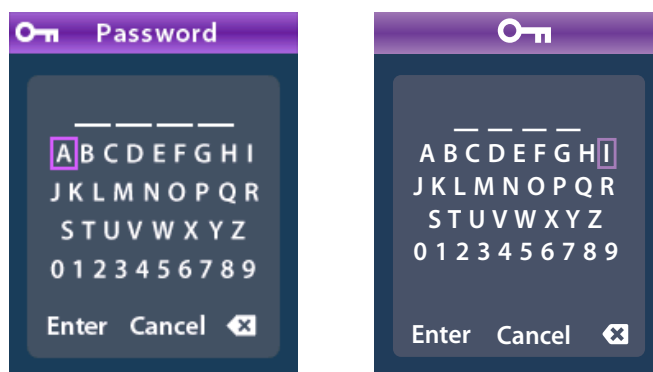 Password
A B C D E F G H I
J K L M N O P Q R
S T U V W X Y Z
0 1 2 3 4 5 6 7 8 9
Enter Cancel
A B C D E F G H I
J K L M N O P Q R
S T U V W X Y Z
0 1 2 3 4 5 6 7 8 9
Enter Cancel